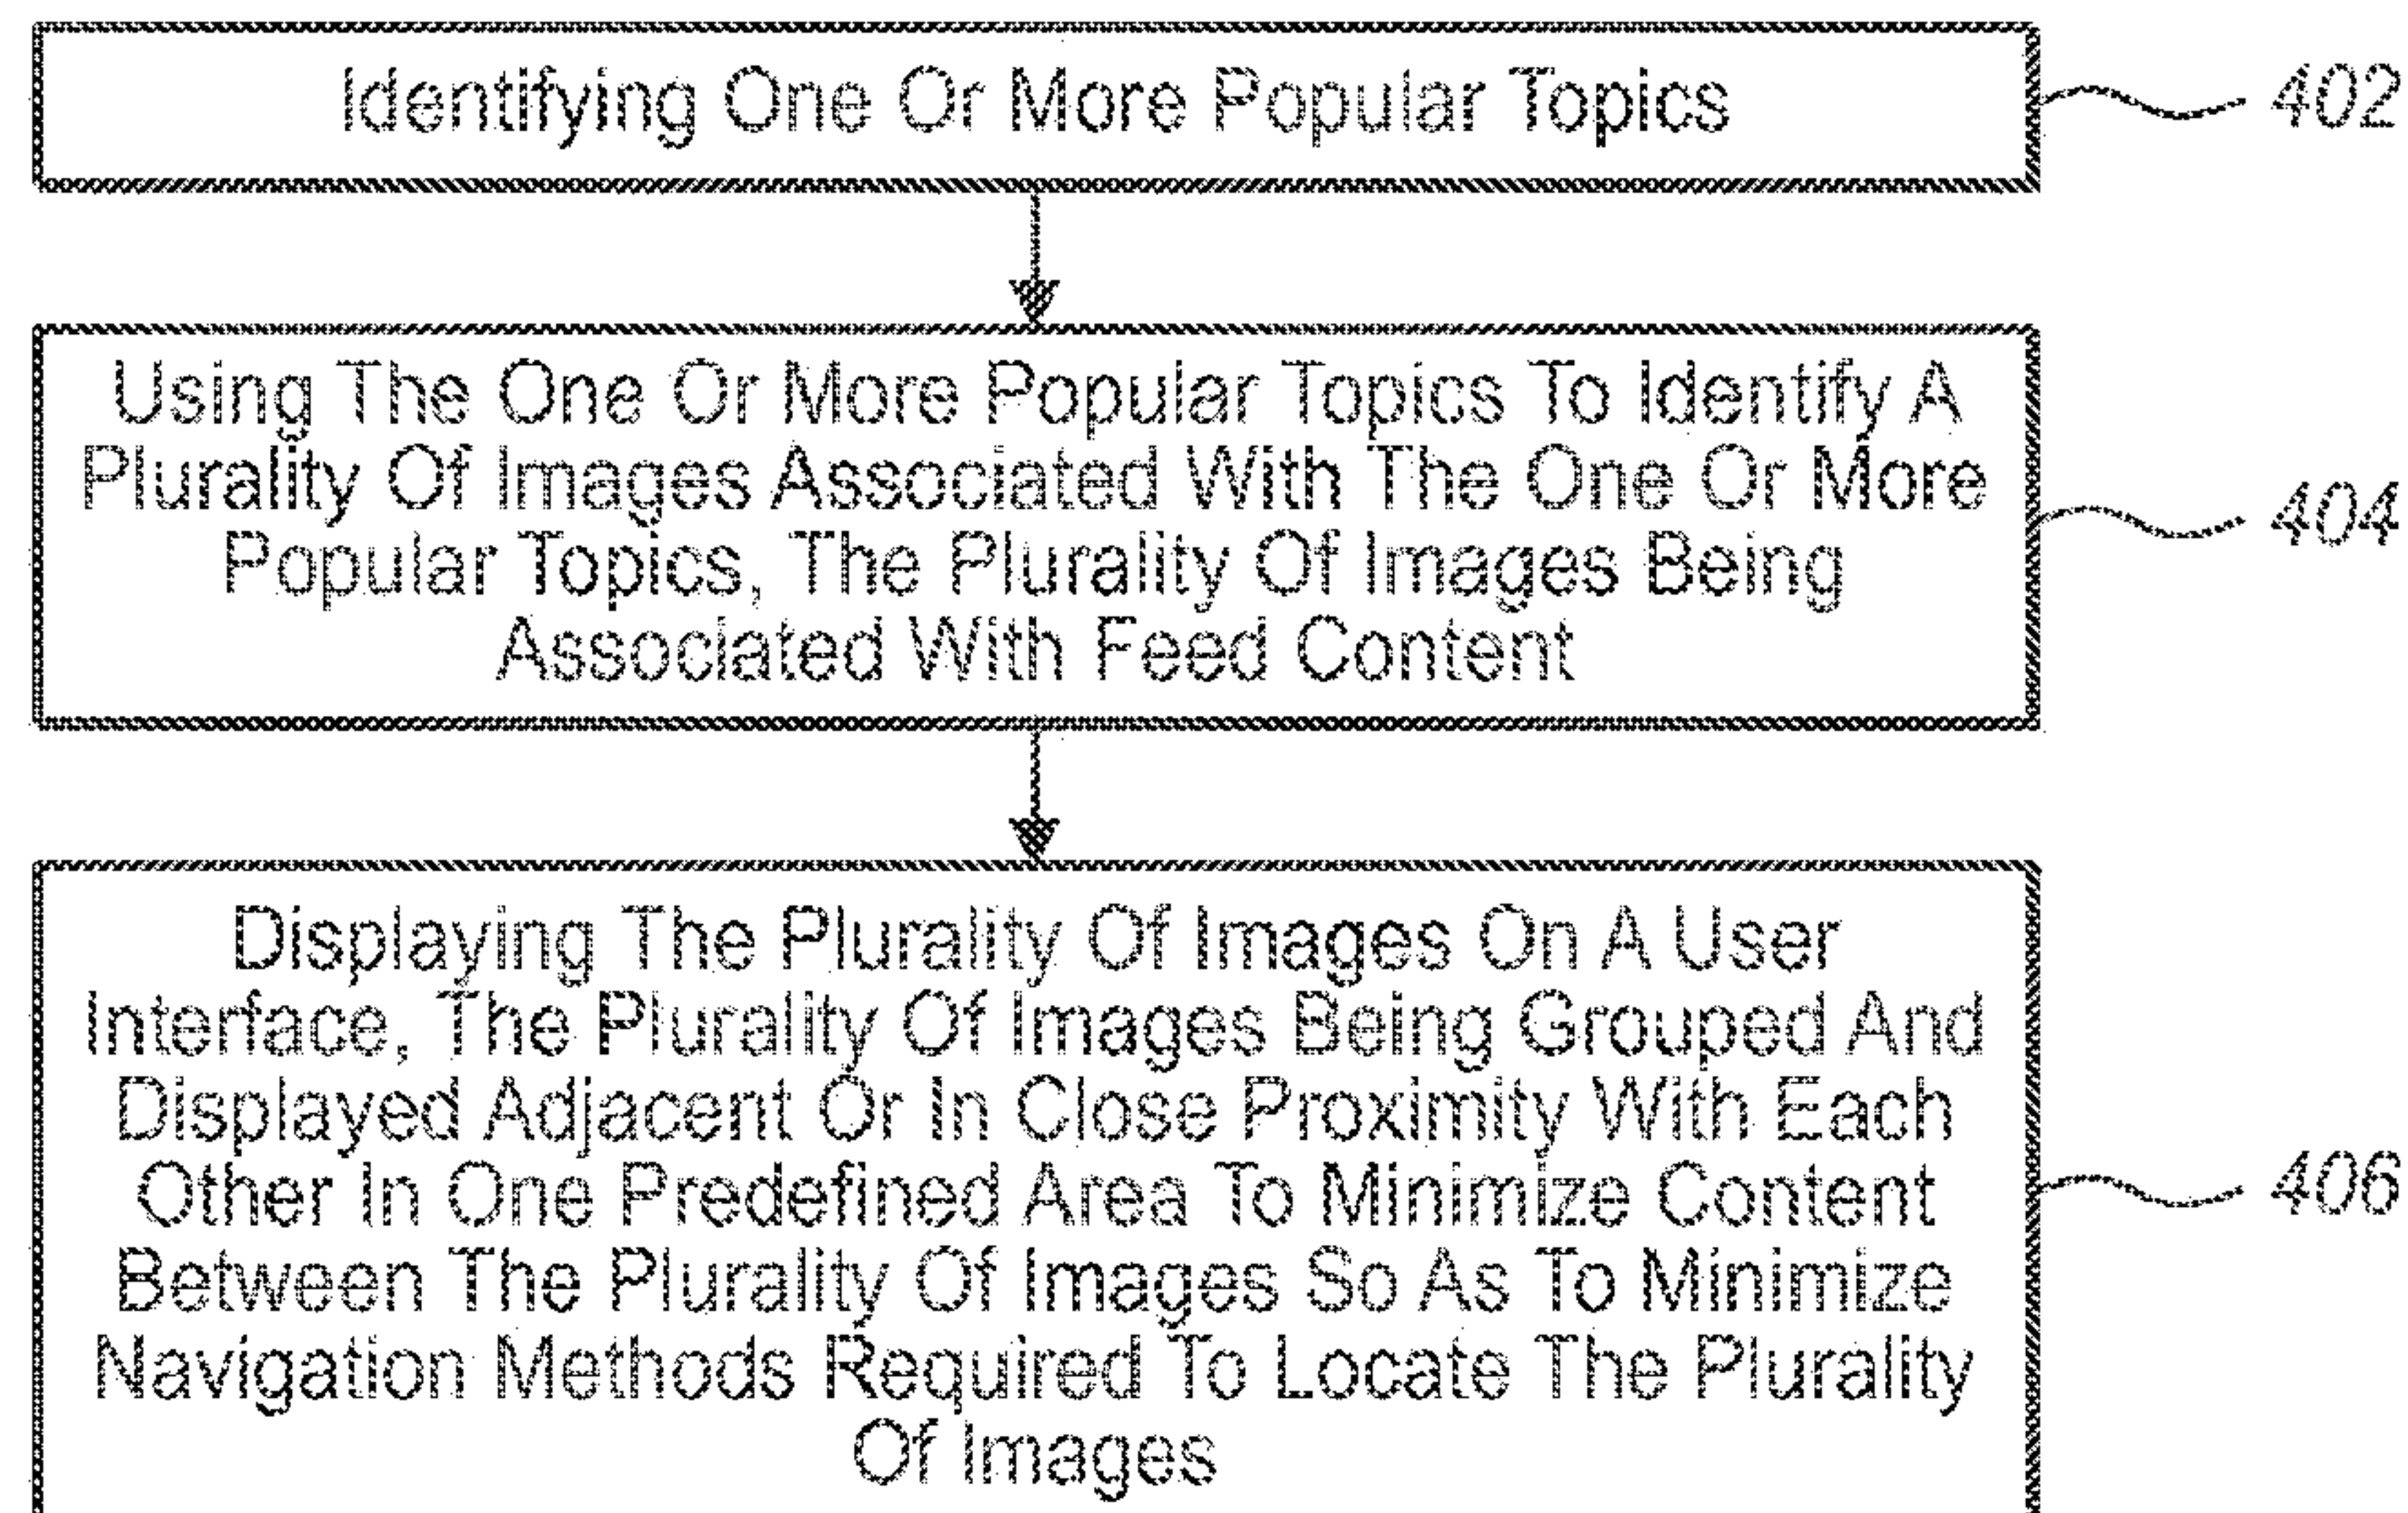 Identifying One Or More Popular Topics
402
Using The One Or More Popular Topics To Identify A
Plurality Of Images Associated With The One Or More
Popular Topics, The Plurality Of Images Being
Associated With Feed Content
404
Displaying The Plurality Of Images On A User
Interface, The Plurality Of Images Being Grouped And
Displayed Adjacent Or In Close Proximity With Each
Other In One Predefined Area To Minimize Content
Between The Plurality Of Images So As To Minimize
Navigation Methods Required To Locate The Plurality
Of Images
406